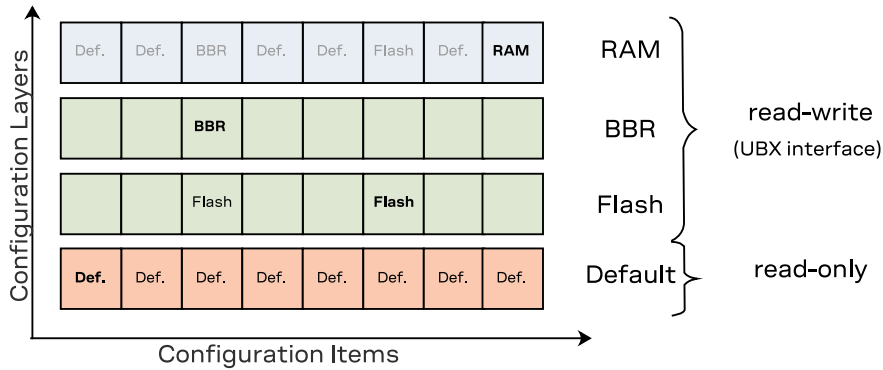 Configuration Layers
Def. Def. BBR Def. Def. Flash Def. RAM
RAM
BBR
BBR
read-write
(UBX interface)
Flash Flash
Flash
Def. Def. Def. Def. Def. Def. Def. Def.
Default
read-only
Configuration Items